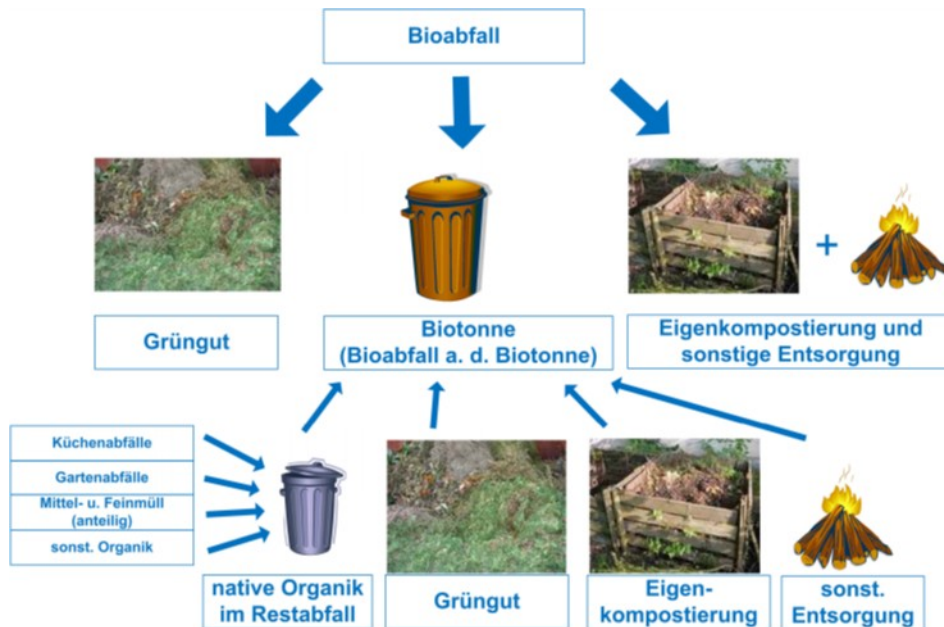 Bioabfall
Grüngut
Biotonne
(Bioabfall a. d. Biotonne)
+
Eigenkompostierung und
sonstige Entsorgung
Küchenabfälle
Gartenabfälle
Mittel- u. Feinmüll
(anteilig)
sonst. Organik
native Organik
im Restabfall
Grüngut
Eigen-
kompostierung
sonst.
Entsorgung